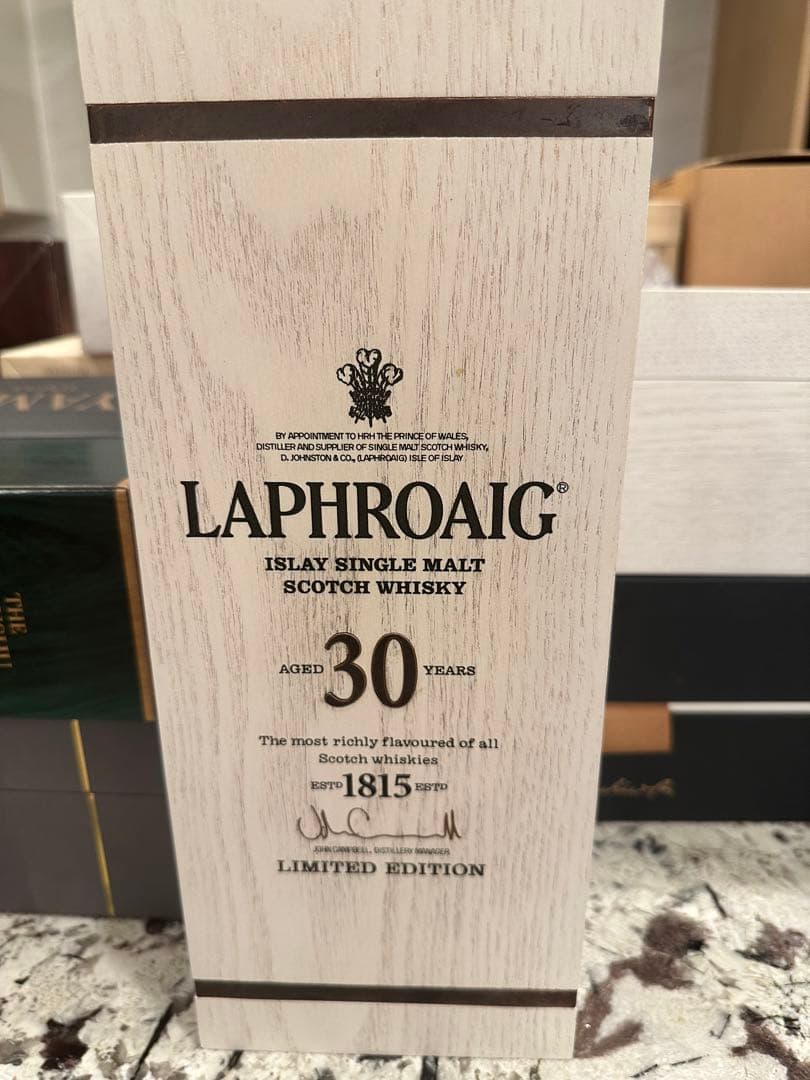 BY APPOINTMENT TO HRH THE PRINCE OF WALES,
DISTILLER AND SUPPLIER OF SINGLE MALT SCOTCH WHISKY,
D. JOHNSTON & CO., (LAPHROAIG) ISLE OF ISLAY
LAPHROAIG®
ISLAY SINGLE MALT
SCOTCH WHISKY
AGED 30 YEARS
The most richly flavoured of all
Scotch whiskies
ESTD 1815 ESTD
JOHN CAMPBELL, DISTILLERY MANAGER
LIMITED EDITION
THE